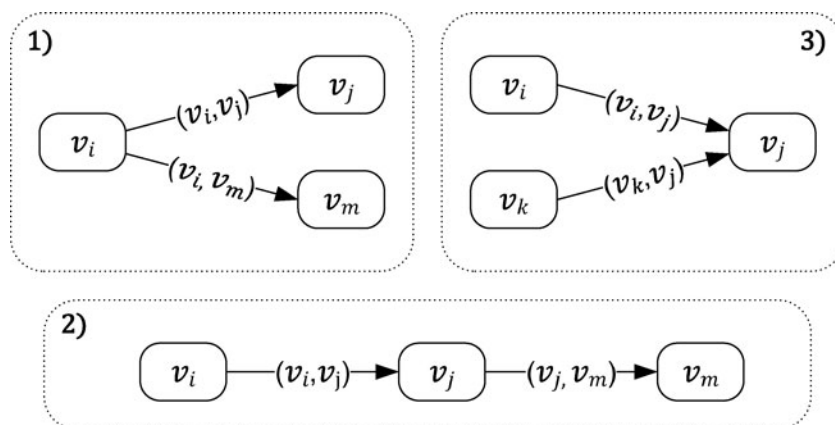 1)
v_j
(v_i,v_j)
v_i
(v_i, v_m)
v_m
3)
v_i
(v_i,v_j)
v_j
(v_k,v_j)
v_k
2)
v_i (v_i,v_j) v_j (v_j, v_m) v_m